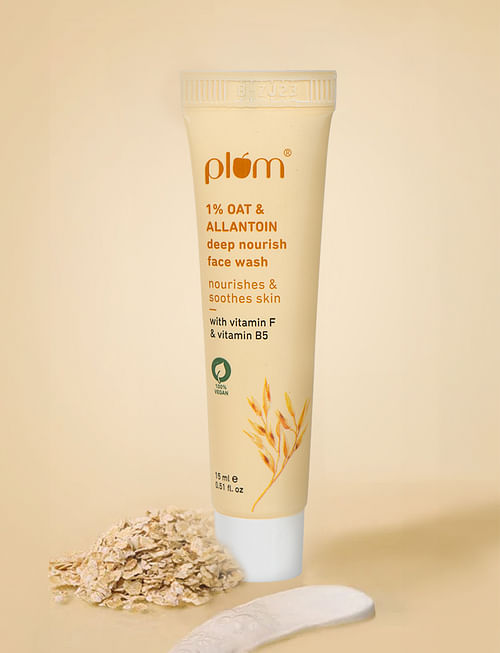 plum®
1% OAT &
ALLANTOIN
deep nourish
face wash
nourishes &
soothes skin
with vitamin F
& vitamin B5
100%
VEGAN
15 ml e
0.51 fl. oz